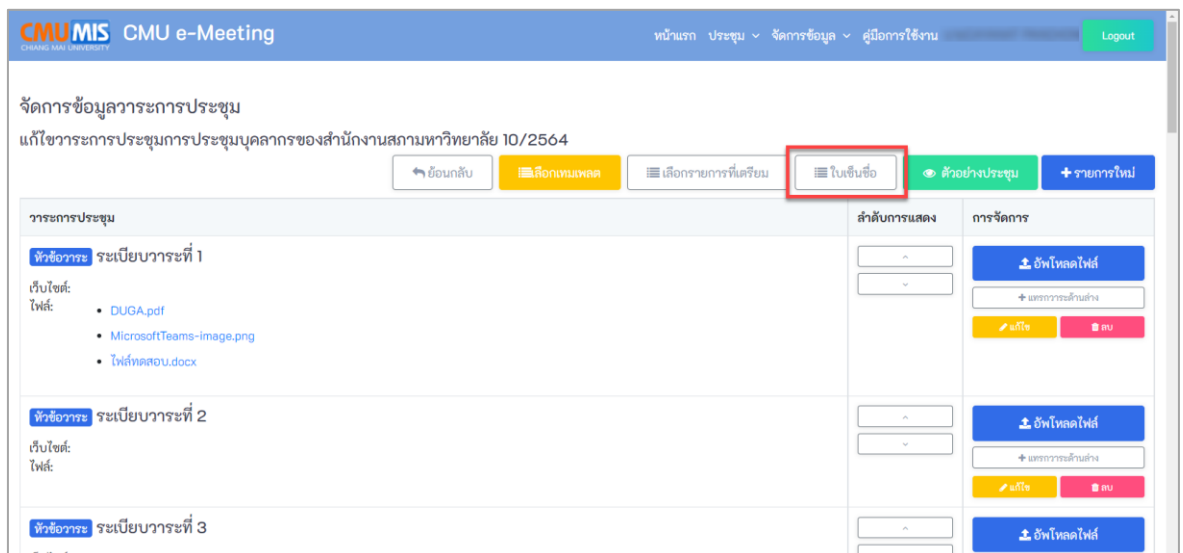 CMU MIS CMU e-Meeting หน้าแรก ประชุม จัดการข้อมูล คู่มือการใช้งาน Logout
CHIANG MAI UNIVERSITY
จัดการข้อมูลวาระการประชุม
แก้ไขวาระการประชุมการประชุมบุคลากรของสำนักงานสภามหาวิทยาลัย 10/2564
ย้อนกลับ เลือกเทมเพลต เลือกรายการที่เตรียม ใบเซ็นชื่อ ตัวอย่างประชุม + รายการใหม่
วาระการประชุม ลำดับการแสดง การจัดการ
หัวข้อวาระ ระเบียบวาระที่ 1 อัพโหลดไฟล์
เว็บไซต์:
ไฟล์: + แทรกวาระด้านล่าง
• DUGA.pdf
• MicrosoftTeams-image.png แก้ไข ลบ
• ไฟล์ทดสอบ.docx
หัวข้อวาระ ระเบียบวาระที่ 2 อัพโหลดไฟล์
เว็บไซต์:
ไฟล์: + แทรกวาระด้านล่าง
แก้ไข ลบ
หัวข้อวาระ ระเบียบวาระที่ 3 อัพโหลดไฟล์